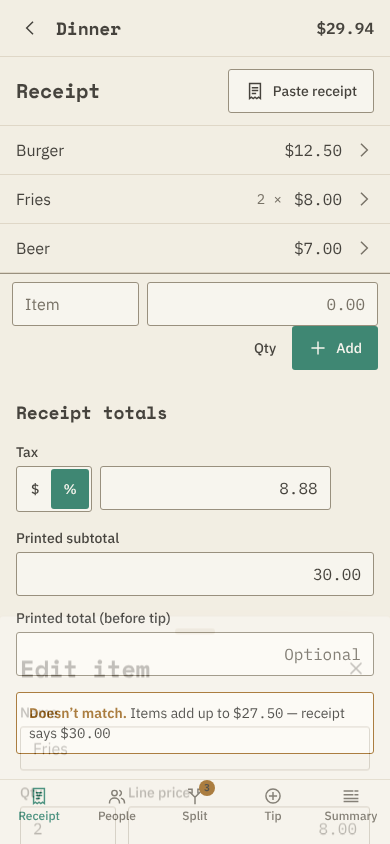 Dinner $29.94
Receipt Paste receipt
Burger $12.50
Fries 2 × $8.00
Beer $7.00
Item 0.00
Qty + Add
Receipt totals
Tax
$ % 8.88
Printed subtotal
30.00
Printed total (before tip)
Optional
Edit item
Name
Doesn't match. Items add up to $27.50 — receipt
says $30.00
Fries
Qty Line price 3
Receipt People Split Tip Summary
2 8.00